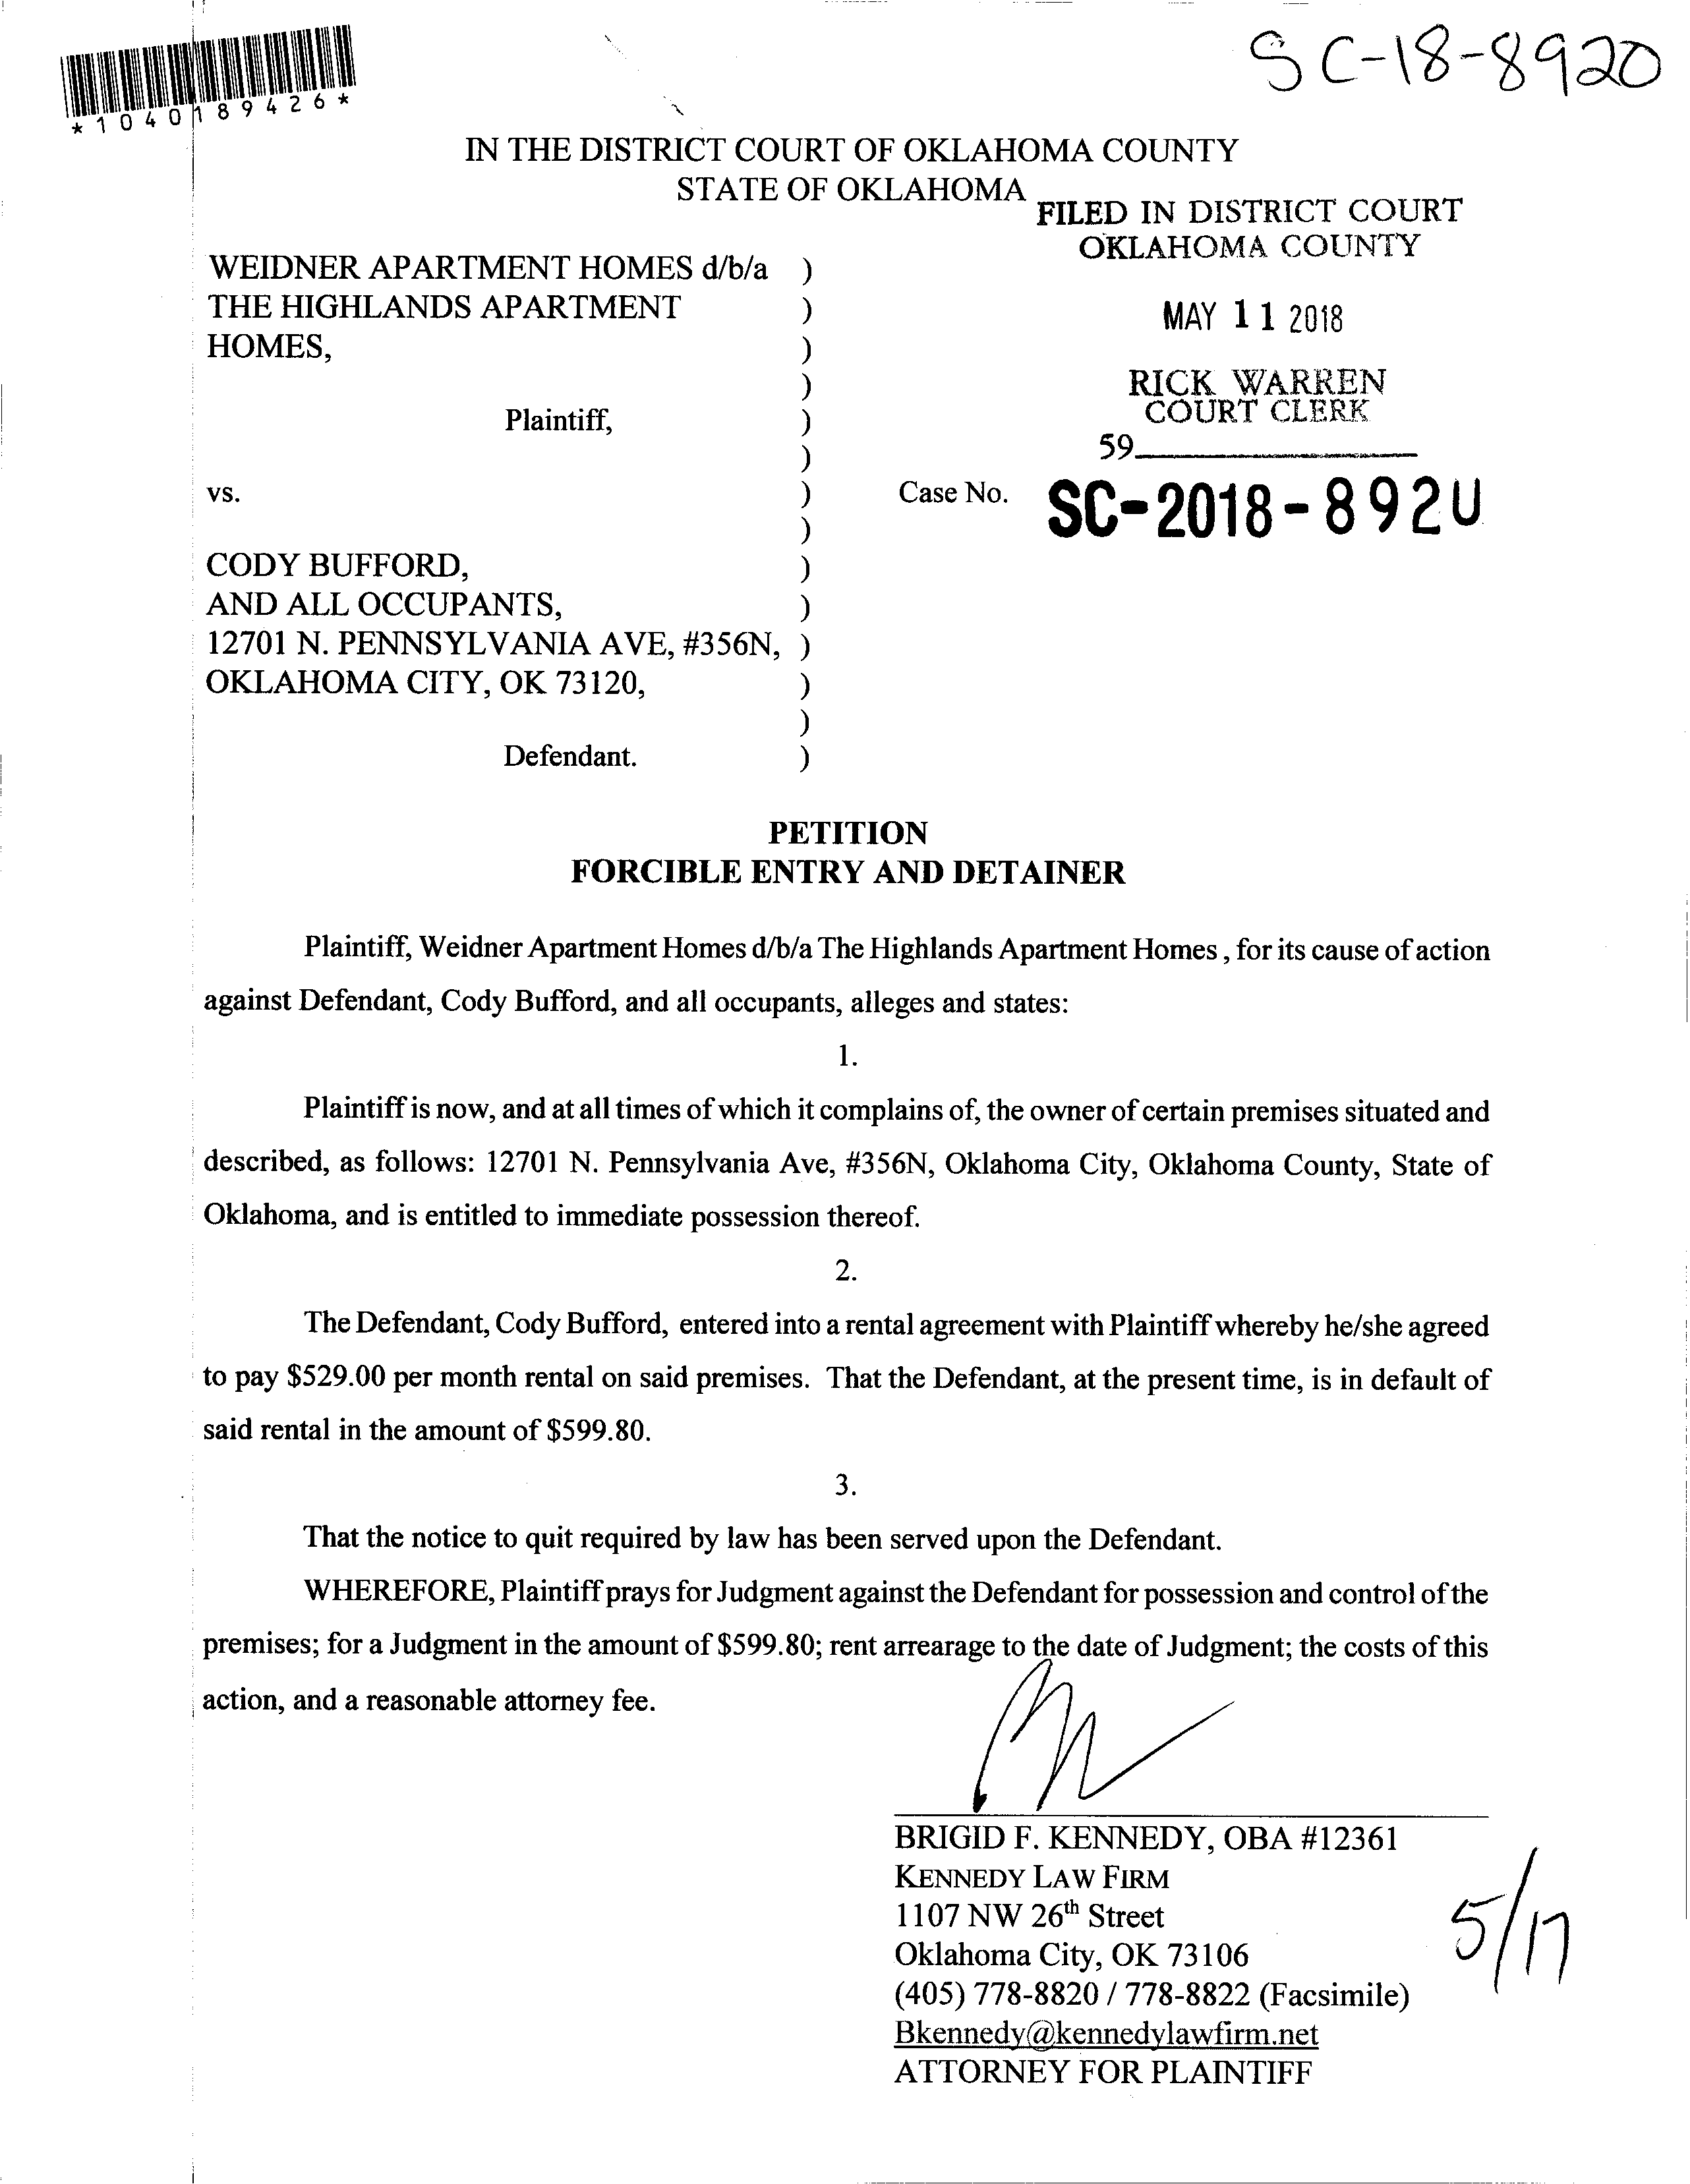 SC-18-8920
*1040189426*
IN THE DISTRICT COURT OF OKLAHOMA COUNTY
STATE OF OKLAHOMA
FILED IN DISTRICT COURT
OKLAHOMA COUNTY
MAY 11 2018
RICK WARREN
COURT CLERK
59
WEIDNER APARTMENT HOMES d/b/a )
THE HIGHLANDS APARTMENT )
HOMES, )
)
Plaintiff, )
)
vs. ) Case No. SC-2018-8920
)
CODY BUFFORD, )
AND ALL OCCUPANTS, )
12701 N. PENNSYLVANIA AVE, #356N, )
OKLAHOMA CITY, OK 73120, )
)
Defendant. )
PETITION
FORCIBLE ENTRY AND DETAINER
Plaintiff, Weidner Apartment Homes d/b/a The Highlands Apartment Homes , for its cause of action
against Defendant, Cody Bufford, and all occupants, alleges and states:
1.
Plaintiff is now, and at all times of which it complains of, the owner of certain premises situated and
described, as follows: 12701 N. Pennsylvania Ave, #356N, Oklahoma City, Oklahoma County, State of
Oklahoma, and is entitled to immediate possession thereof.
2.
The Defendant, Cody Bufford, entered into a rental agreement with Plaintiff whereby he/she agreed
to pay $529.00 per month rental on said premises. That the Defendant, at the present time, is in default of
said rental in the amount of $599.80.
3.
That the notice to quit required by law has been served upon the Defendant.
WHEREFORE, Plaintiff prays for Judgment against the Defendant for possession and control of the
premises; for a Judgment in the amount of $599.80; rent arrearage to the date of Judgment; the costs of this
action, and a reasonable attorney fee.
BRIGID F. KENNEDY, OBA #12361
KENNEDY LAW FIRM
1107 NW 26th Street
Oklahoma City, OK 73106
(405) 778-8820 / 778-8822 (Facsimile)
Bkennedy@kennedylawfirm.net
ATTORNEY FOR PLAINTIFF
5/17